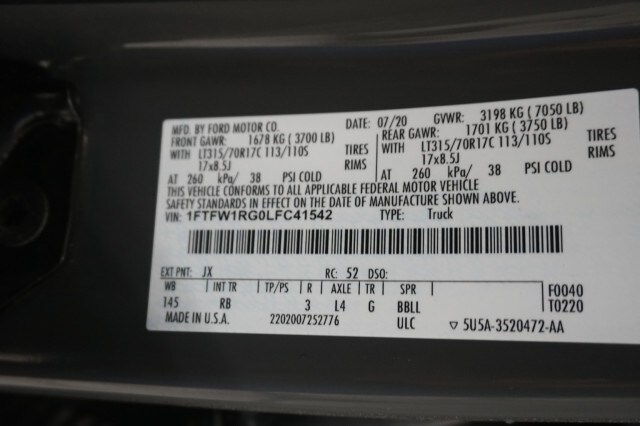 MFD. BY FORD MOTOR CO. DATE: 07/20 GVWR: 3198 KG ( 7050 LB)
FRONT GAWR: 1678 KG ( 3700 LB) REAR GAWR: 1701 KG ( 3750 LB)
WITH LT315/70R17C 113/110S TIRES WITH LT315/70R17C 113/110S TIRES
17x8.5J RIMS 17x8.5J RIMS
AT 260 kPa/ 38 PSI COLD AT 260 kPa/ 38 PSI COLD
THIS VEHICLE CONFORMS TO ALL APPLICABLE FEDERAL MOTOR VEHICLE
SAFETY STANDARDS IN EFFECT ON THE DATE OF MANUFACTURE SHOWN ABOVE.
VIN: 1FTFW1RG0LFC41542 TYPE: Truck
EXT PNT: JX RC: 52 DSO:
WB INT TR TP/PS R AXLE TR SPR F0040
145 RB 3 L4 G BBLL T0220
MADE IN U.S.A. 2202007252776 ULC ▽ 5U5A-3520472-AA